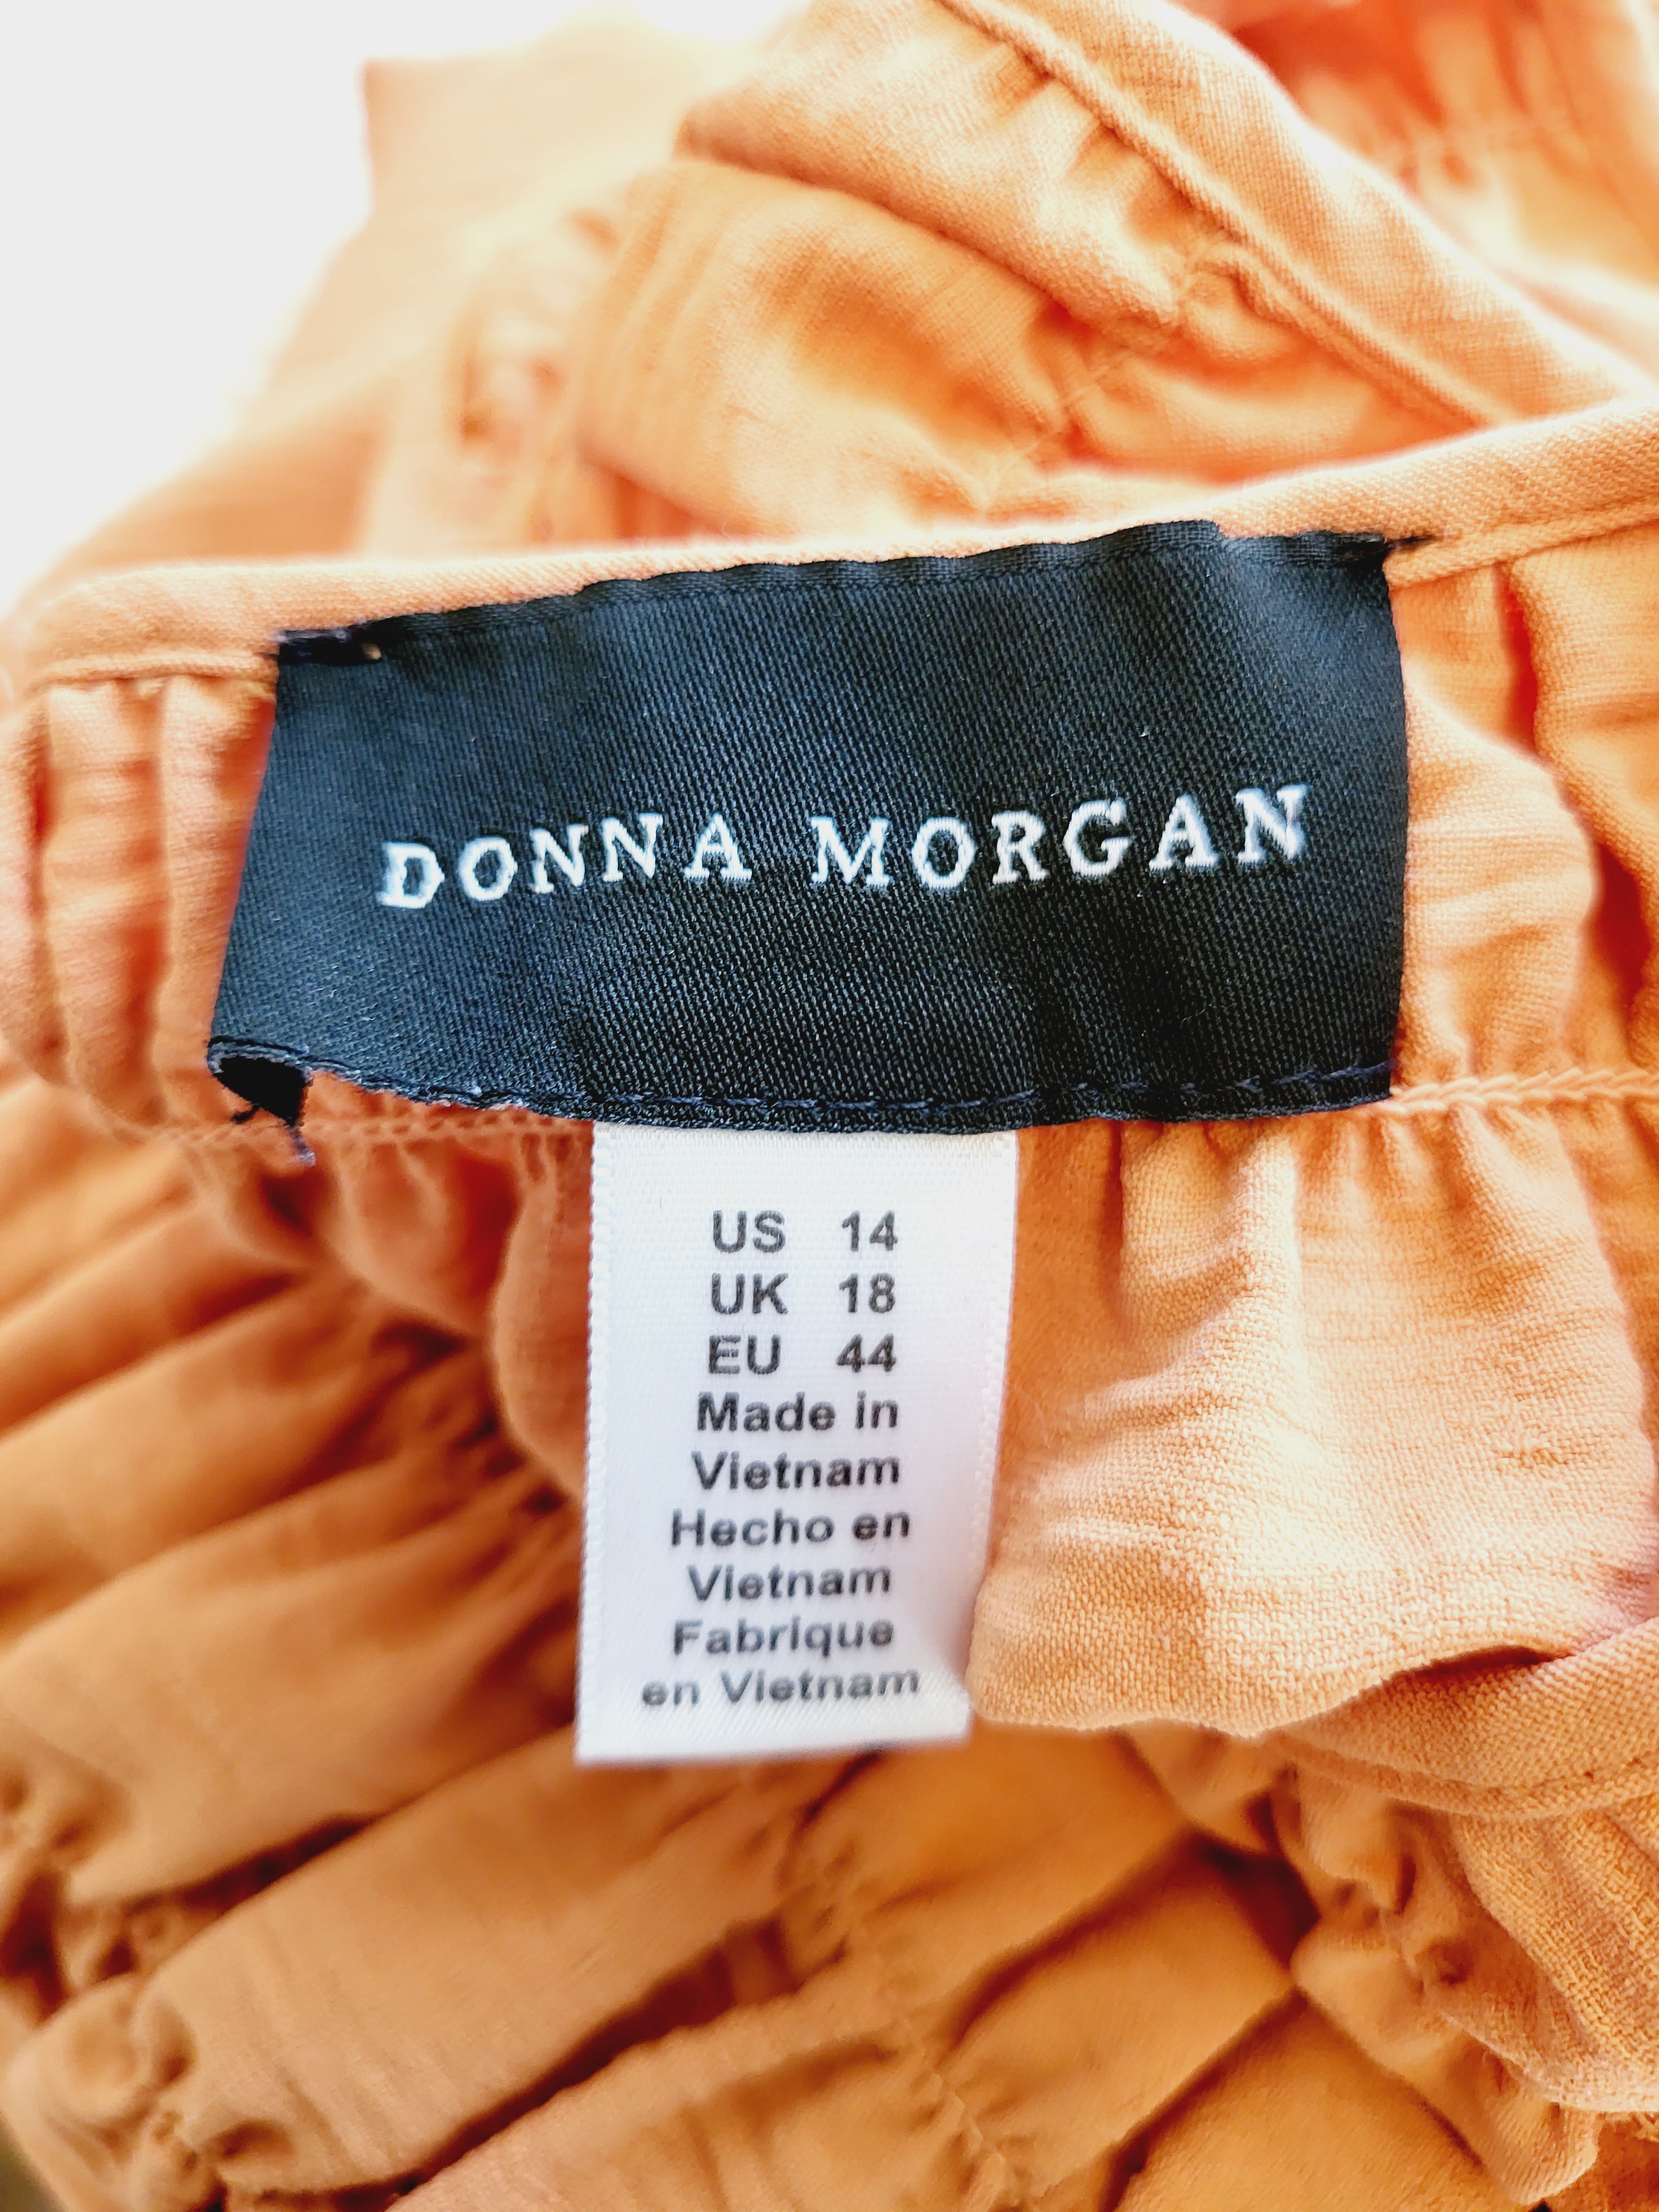 DONNA MORGAN
US 14
UK 18
EU 44
Made in
Vietnam
Hecho en
Vietnam
Fabrique
en Vietnam